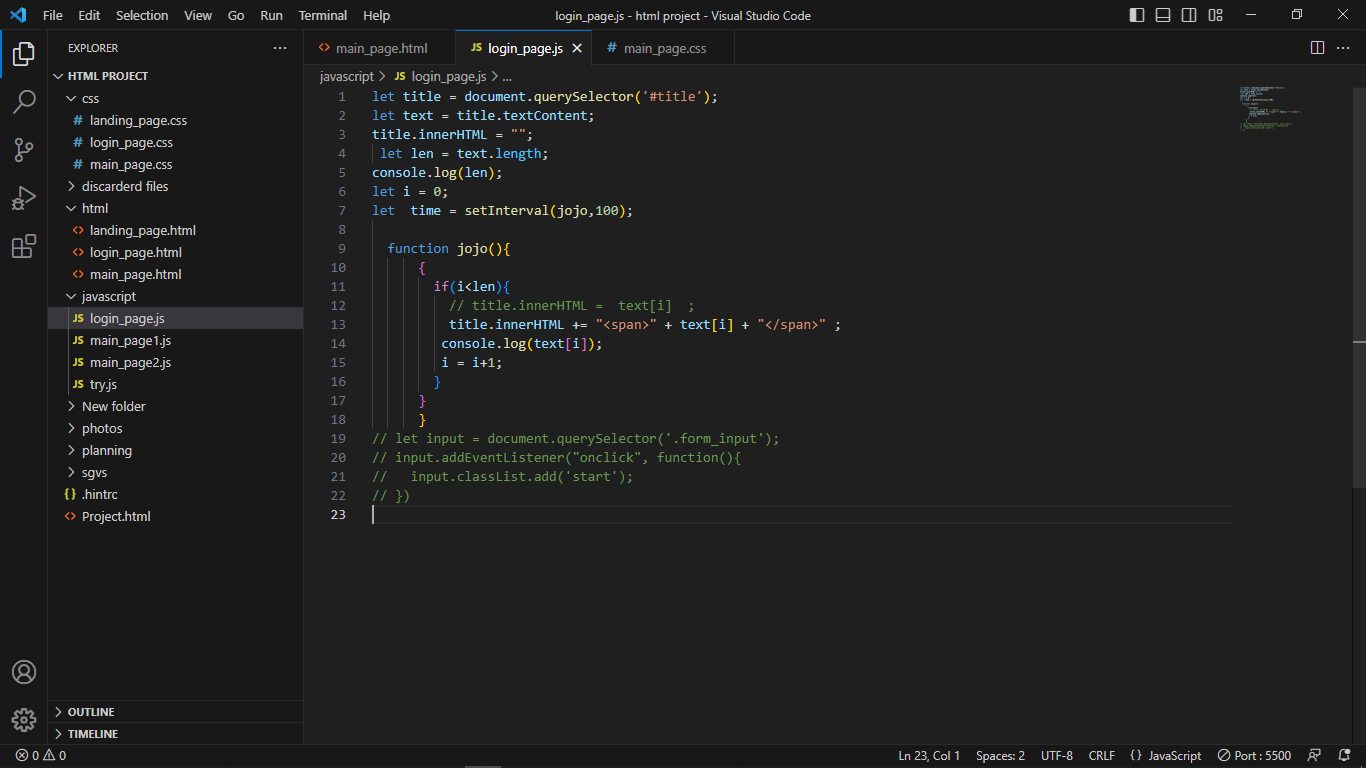 File Edit Selection View Go Run Terminal Help
login_page.js - html project - Visual Studio Code
EXPLORER
HTML PROJECT
css
# landing_page.css
# login_page.css
# main_page.css
discarderd files
html
<> landing_page.html
<> login_page.html
<> main_page.html
javascript
JS login_page.js
JS main_page1.js
JS main_page2.js
JS try.js
New folder
photos
planning
sgvs
{} .hintrc
<> Project.html
OUTLINE
TIMELINE
<> main_page.html
JS login_page.js
# main_page.css
javascript > JS login_page.js > ...
1 let title = document.querySelector('#title');
2 let text = title.textContent;
3 title.innerHTML = "";
4  let len = text.length;
5 console.log(len);
6 let i = 0;
7 let  time = setInterval(jojo,100);
8
9   function jojo(){
10       {
11         if(i<len){
12           // title.innerHTML =  text[i]  ;
13           title.innerHTML += "<span>" + text[i] + "</span>" ;
14          console.log(text[i]);
15          i = i+1;
16         }
17       }
18       }
19 // let input = document.querySelector('.form_input');
20 // input.addEventListener("onclick", function(){
21 //   input.classList.add('start');
22 // })
23
0 0
Ln 23, Col 1 Spaces: 2 UTF-8 CRLF {} JavaScript Port : 5500